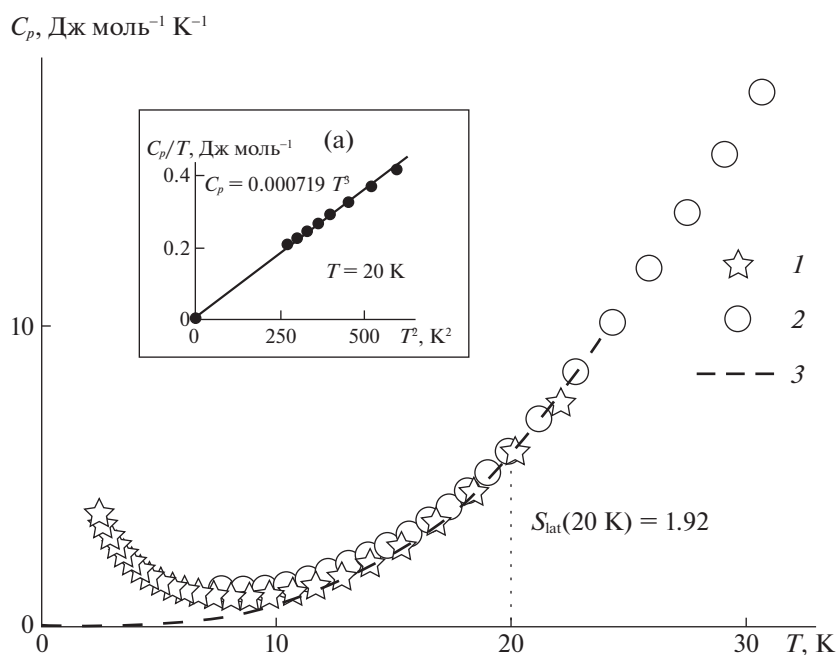 C_p, Дж моль⁻¹ K⁻¹
(а)
C_p/T, Дж моль⁻¹
0.4
C_p = 0.000719 T³
0.2
T = 20 K
0
0 250 500 T², K²
1
2
3
10
S_lat(20 K) = 1.92
0
0 10 20 30 T, K